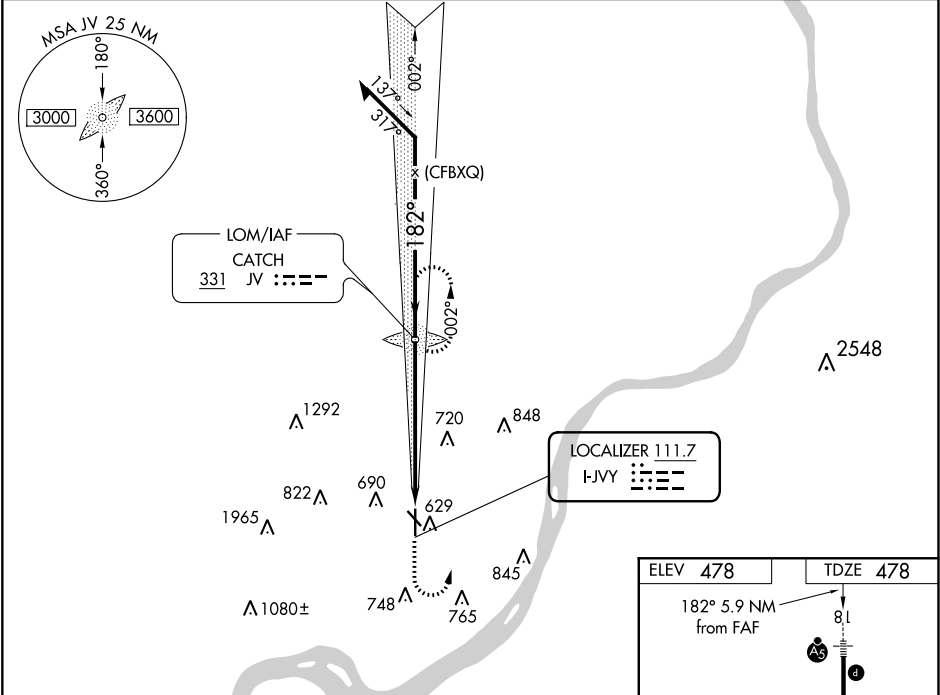 MSA JV 25 NM
180°
3000
3600
360°
002°
137°
317°
(CFBXQ)
182°
LOM/IAF
CATCH
331 JV
002°
2548
1292
720
848
LOCALIZER 111.7
I-JVY
822
690
629
1965
845
1080±
748
765
ELEV 478
TDZE 478
182° 5.9 NM
from FAF
18
A5
P